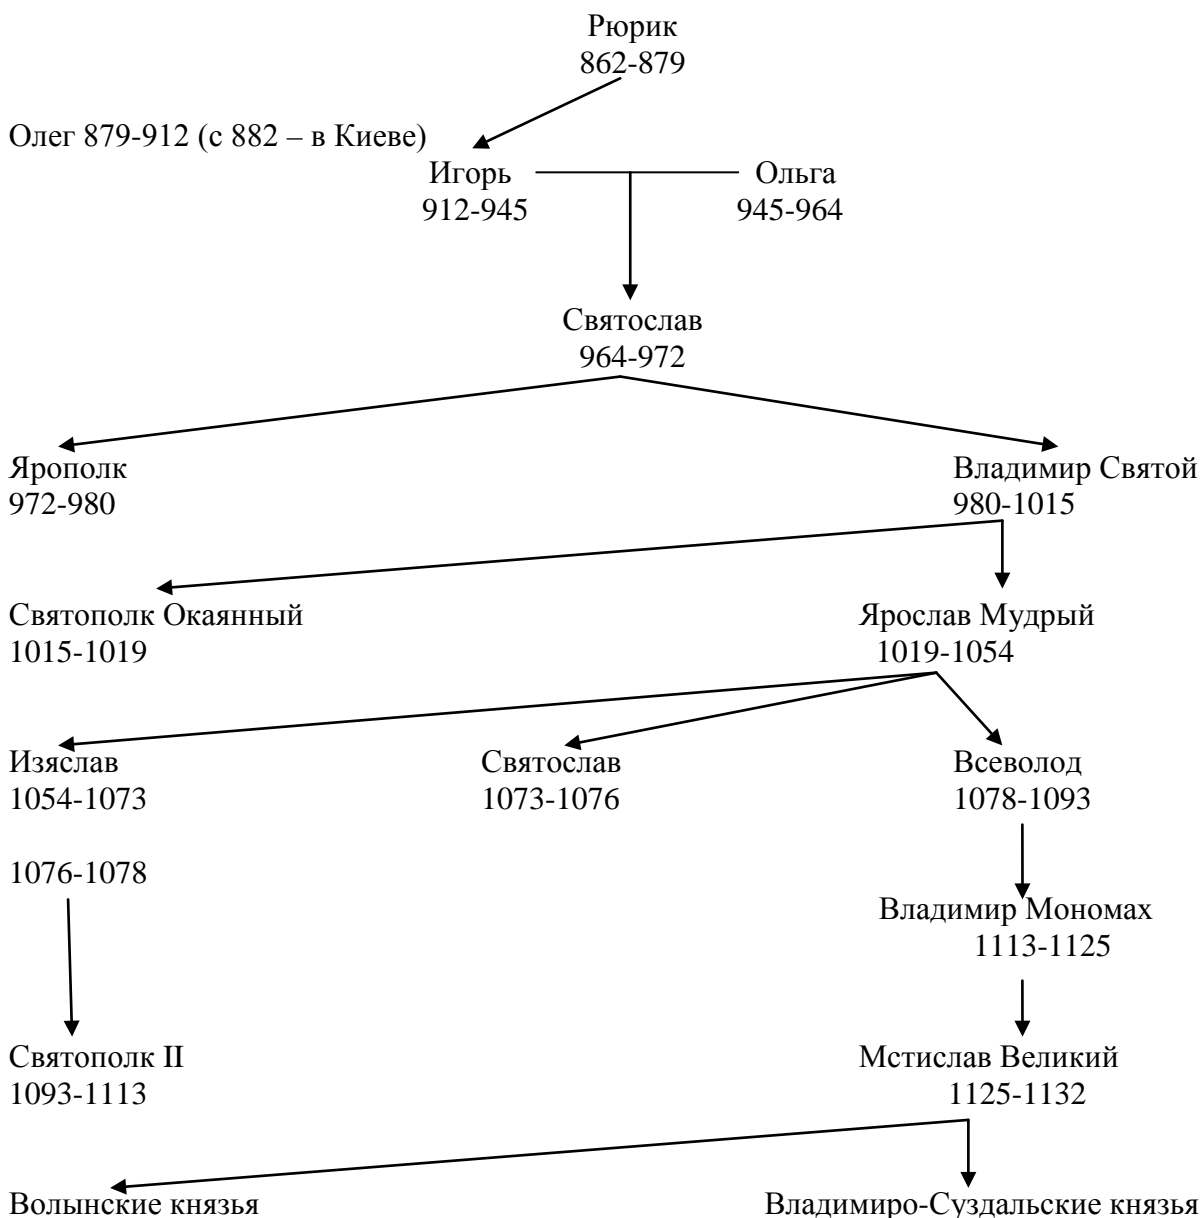 Рюрик
862-879
Олег 879-912 (с 882 – в Киеве)
Игорь Ольга
912-945 945-964
Святослав
964-972
Ярополк Владимир Святой
972-980 980-1015
Святополк Окаянный Ярослав Мудрый
1015-1019 1019-1054
Изяслав Святослав Всеволод
1054-1073 1073-1076 1078-1093
1076-1078
Владимир Мономах
1113-1125
Святополк II Мстислав Великий
1093-1113 1125-1132
Волынские князья Владимиро-Суздальские князья